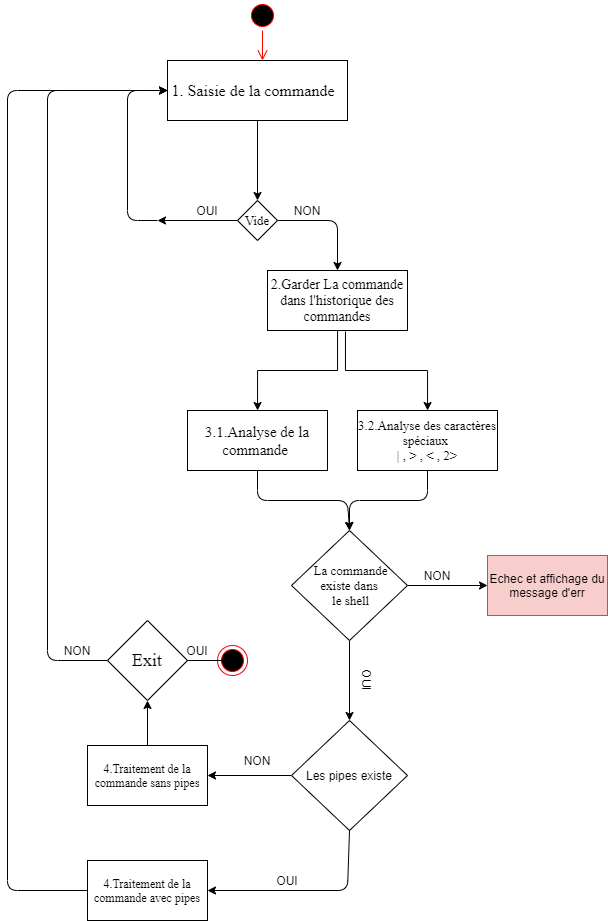 1. Saisie de la commande
OUI
Vide
NON
2.Garder La commande
dans l'historique des
commandes
3.1.Analyse de la
commande
3.2.Analyse des caractères
spéciaux
| , > , < , 2>
La commande
existe dans
le shell
NON
Echec et affichage du
message d'err
OUI
NON
Exit
OUI
Les pipes existe
NON
4.Traitement de la
commande sans pipes
OUI
4.Traitement de la
commande avec pipes